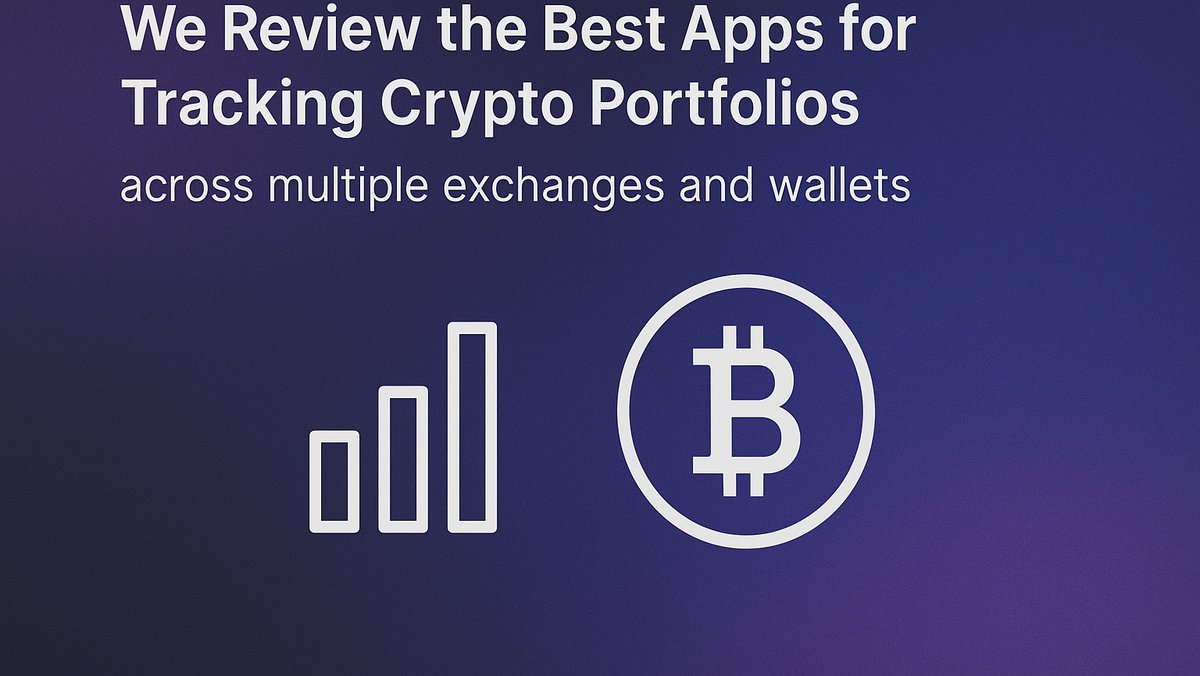 We Review the Best Apps for
Tracking Crypto Portfolios
across multiple exchanges and wallets